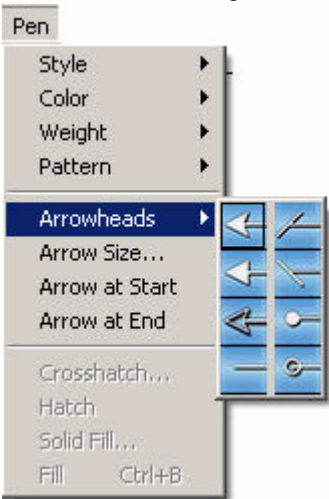 Pen
Style
Color
Weight
Pattern
Arrowheads
Arrow Size...
Arrow at Start
Arrow at End
Crosshatch...
Hatch
Solid Fill...
Fill Ctrl+B